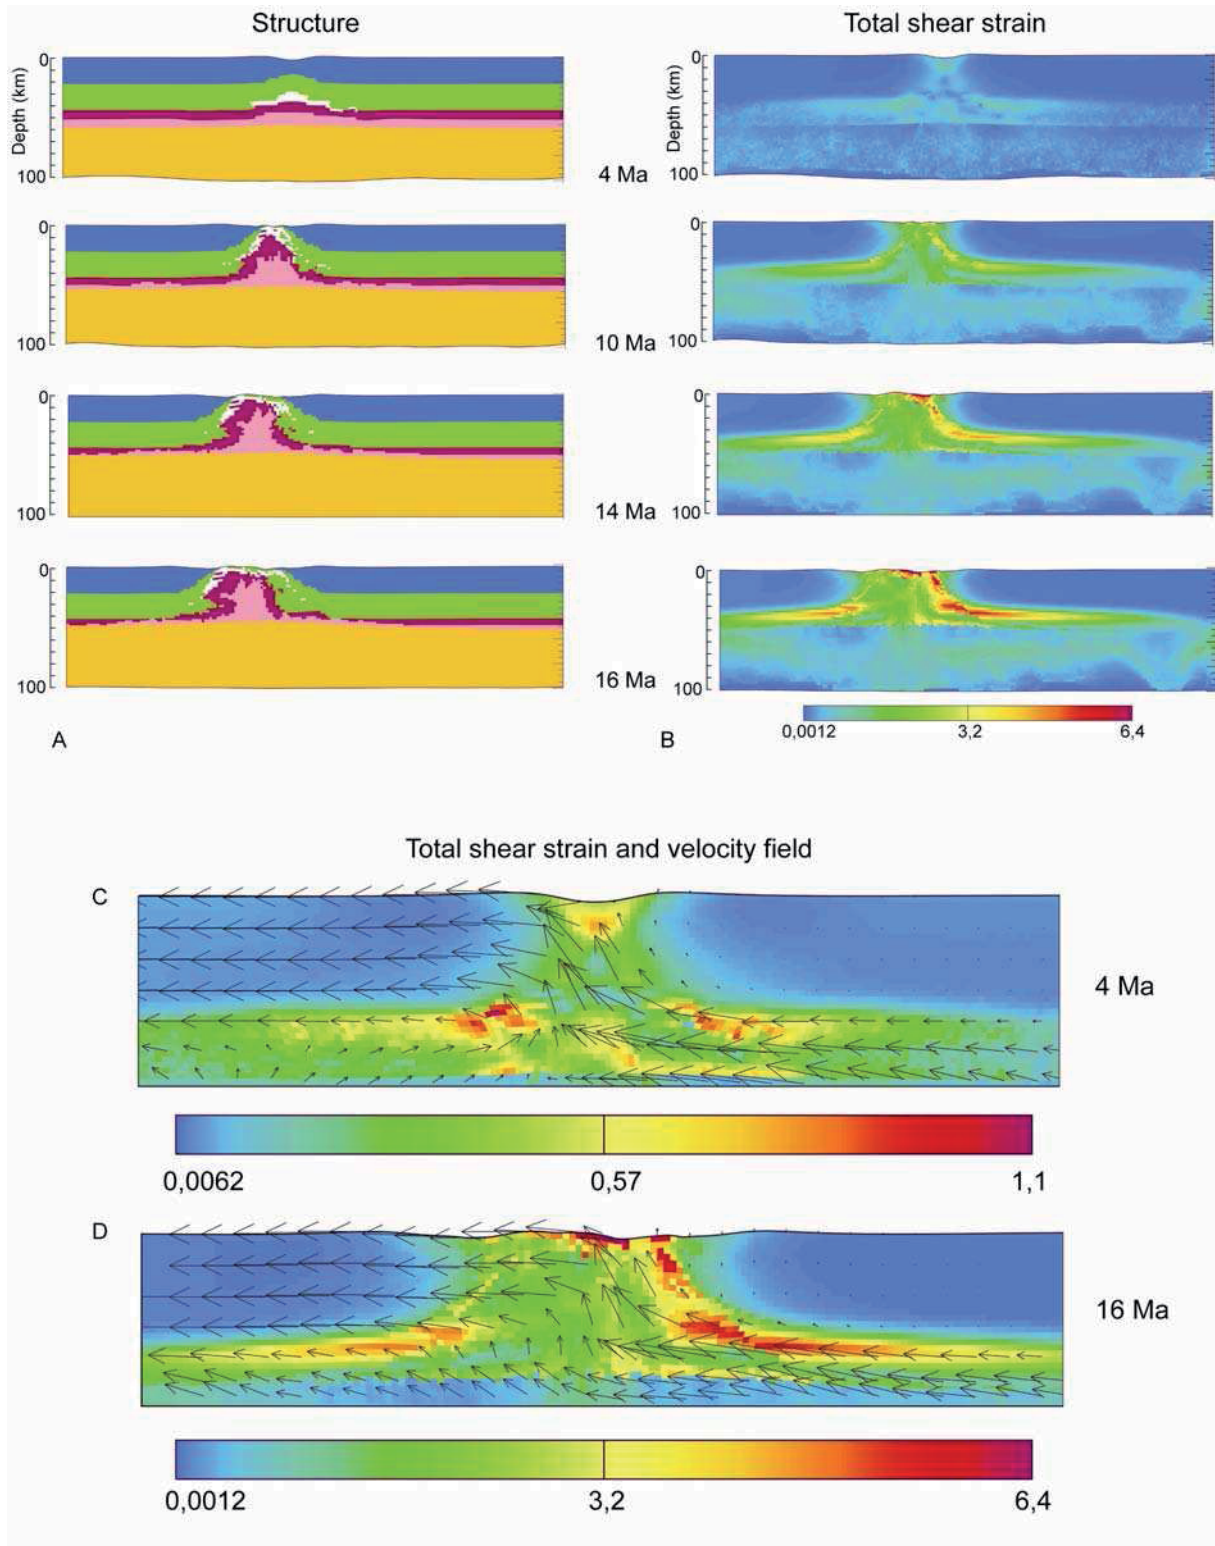 Structure
Total shear strain
0
Depth (km)
100
0
Depth (km)
100
4 Ma
0
100
0
100
10 Ma
0
100
0
100
14 Ma
0
100
0
100
16 Ma
0,0012
3,2
6,4
A
B
Total shear strain and velocity field
C
4 Ma
0,0062
0,57
1,1
D
16 Ma
0,0012
3,2
6,4